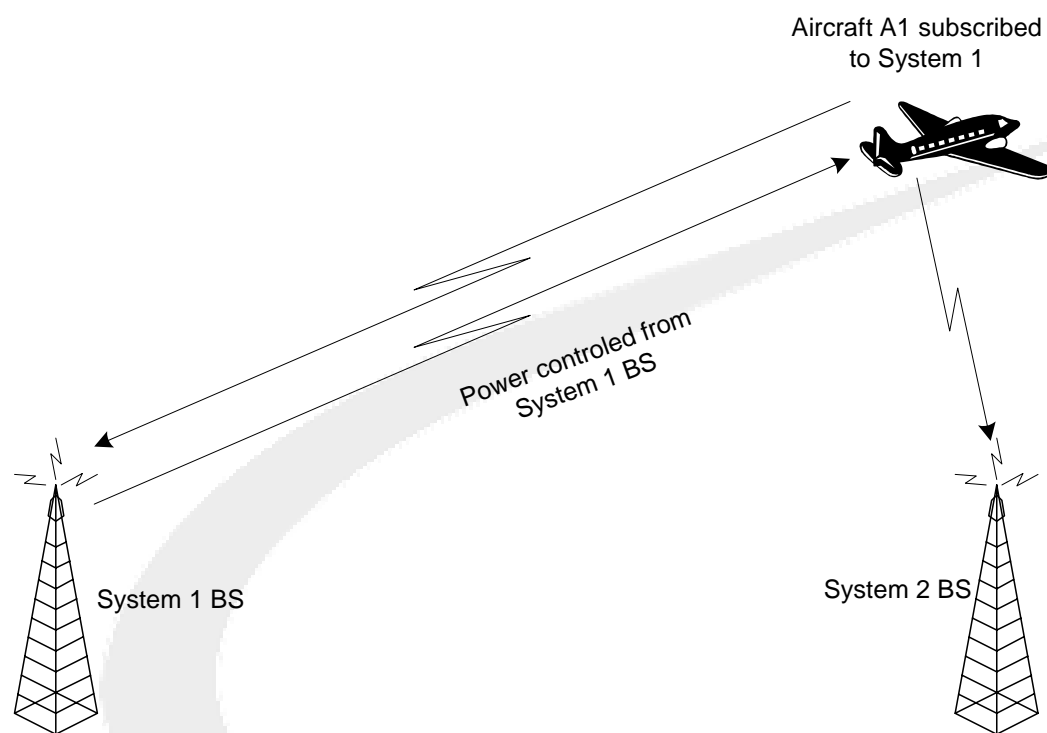 Aircraft A1 subscribed
to System 1
Power controled from
System 1 BS
System 1 BS
System 2 BS